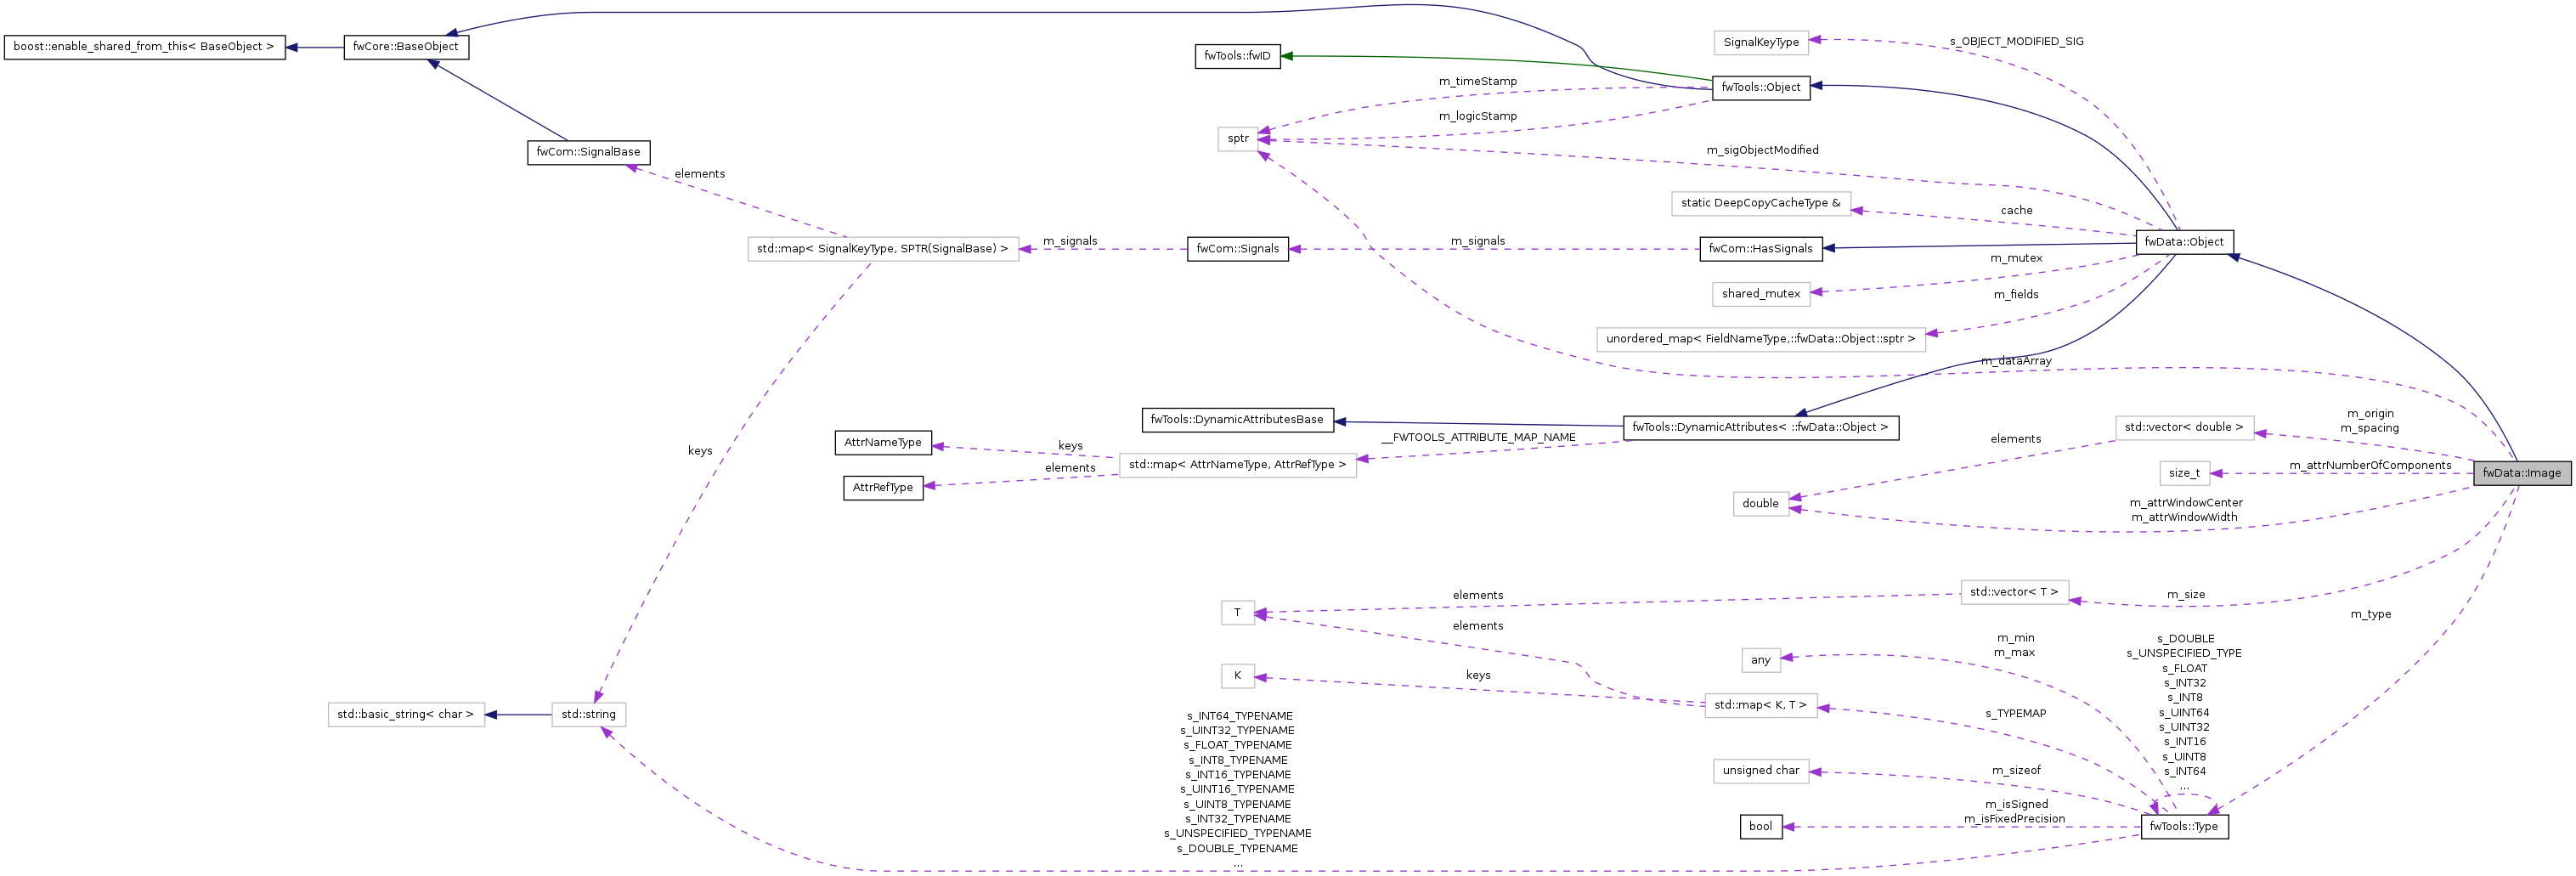 boost::enable_shared_from_this< BaseObject >
fwCore::BaseObject
fwTools::fwID
SignalKeyType
s_OBJECT_MODIFIED_SIG
m_timeStamp
fwTools::Object
m_logicStamp
sptr
fwCom::SignalBase
m_sigObjectModified
elements
static DeepCopyCacheType &
cache
std::map< SignalKeyType, SPTR(SignalBase) >
m_signals
fwCom::Signals
m_signals
fwCom::HasSignals
fwData::Object
m_mutex
shared_mutex
m_fields
unordered_map< FieldNameType,::fwData::Object::sptr >
m_dataArray
fwTools::DynamicAttributesBase
fwTools::DynamicAttributes< ::fwData::Object >
m_origin
m_spacing
std::vector< double >
AttrNameType
keys
__FWTOOLS_ATTRIBUTE_MAP_NAME
elements
keys
std::map< AttrNameType, AttrRefType >
elements
AttrRefType
size_t
m_attrNumberOfComponents
fwData::Image
double
m_attrWindowCenter
m_attrWindowWidth
T
elements
std::vector< T >
m_size
m_type
elements
any
m_min
m_max
s_DOUBLE
s_UNSPECIFIED_TYPE
s_FLOAT
s_INT32
s_INT8
s_UINT64
s_UINT32
s_INT16
s_UINT8
s_INT64
...
K
keys
std::map< K, T >
s_TYPEMAP
std::basic_string< char >
std::string
s_INT64_TYPENAME
s_UINT32_TYPENAME
s_FLOAT_TYPENAME
s_INT8_TYPENAME
s_INT16_TYPENAME
s_UINT16_TYPENAME
s_UINT8_TYPENAME
s_INT32_TYPENAME
s_UNSPECIFIED_TYPENAME
s_DOUBLE_TYPENAME
...
unsigned char
m_sizeof
bool
m_isSigned
m_isFixedPrecision
fwTools::Type